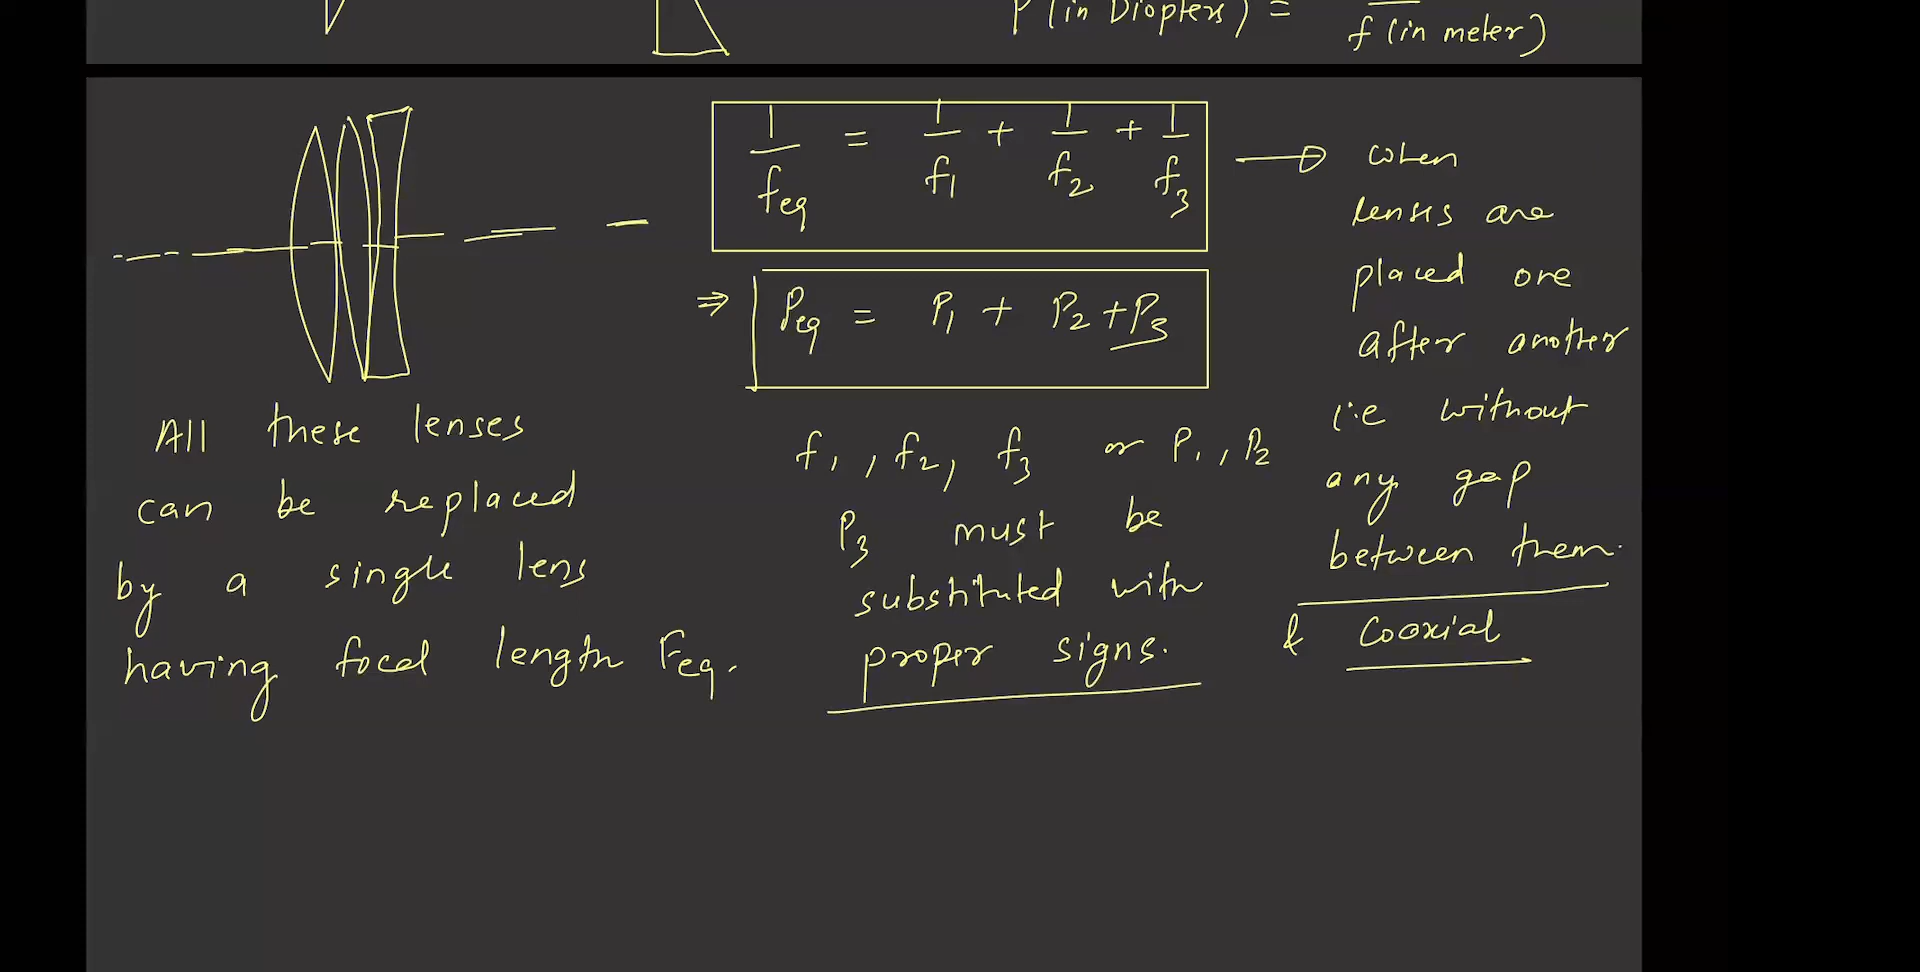 P (in Diopters) =
f (in meter)
1/feq = 1/f1 + 1/f2 + 1/f3
⇒ Peq = P1 + P2 + P3
All these lenses
can be replaced
by a single lens
having focal length Feq.
f1, f2, f3 or P1, P2
P3 must be
substituted with
proper signs.
→ when
lenses are
placed one
after another
i.e without
any gap
between them.
& Coaxial